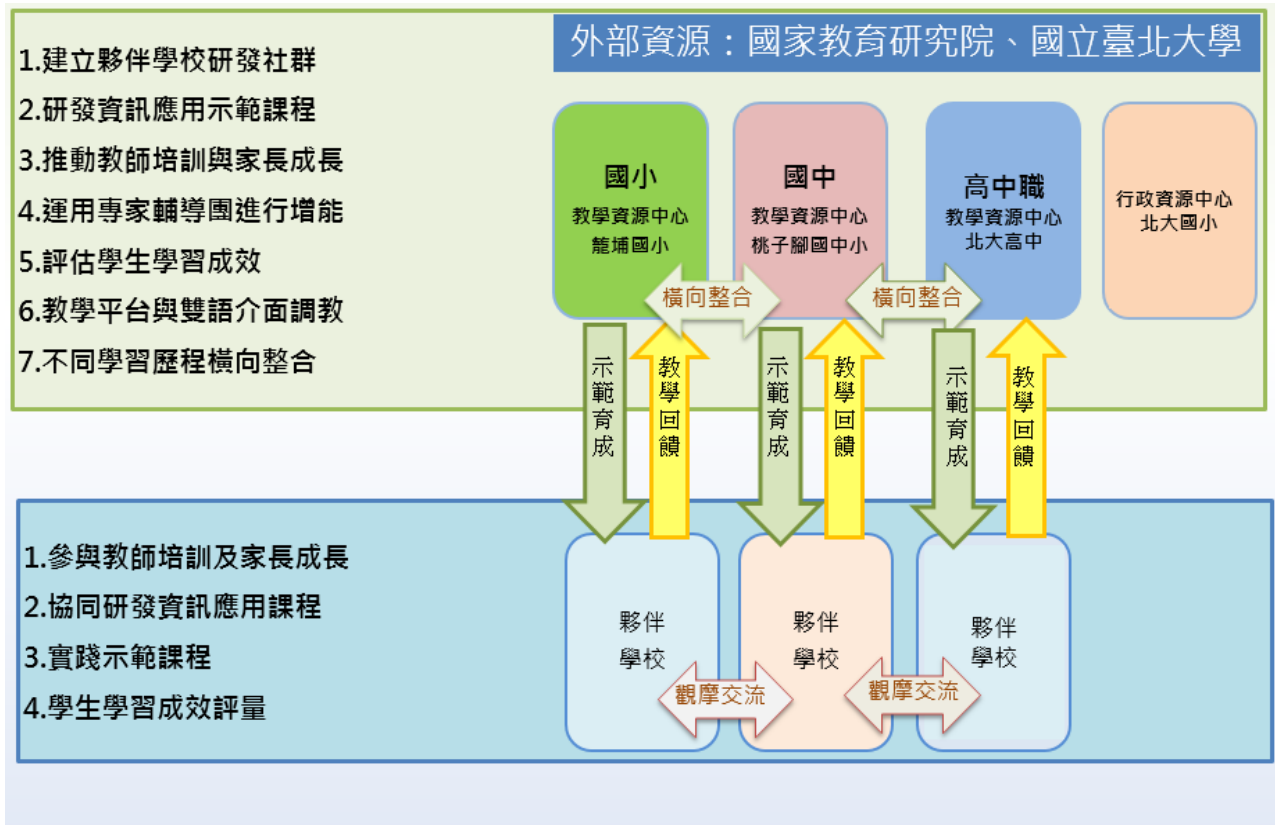 外部資源：國家教育研究院、國立臺北大學
1.建立夥伴學校研發社群
2.研發資訊應用示範課程
3.推動教師培訓與家長成長
4.運用專家輔導團進行增能
5.評估學生學習成效
6.教學平台與雙語介面調教
7.不同學習歷程橫向整合
國小
教學資源中心
龍埔國小
國中
教學資源中心
桃子腳國中小
高中職
教學資源中心
北大高中
行政資源中心
北大國小
橫向整合
橫向整合
示範育成
教學回饋
示範育成
教學回饋
示範育成
教學回饋
1.參與教師培訓及家長成長
2.協同研發資訊應用課程
3.實踐示範課程
4.學生學習成效評量
夥伴
學校
夥伴
學校
夥伴
學校
觀摩交流
觀摩交流